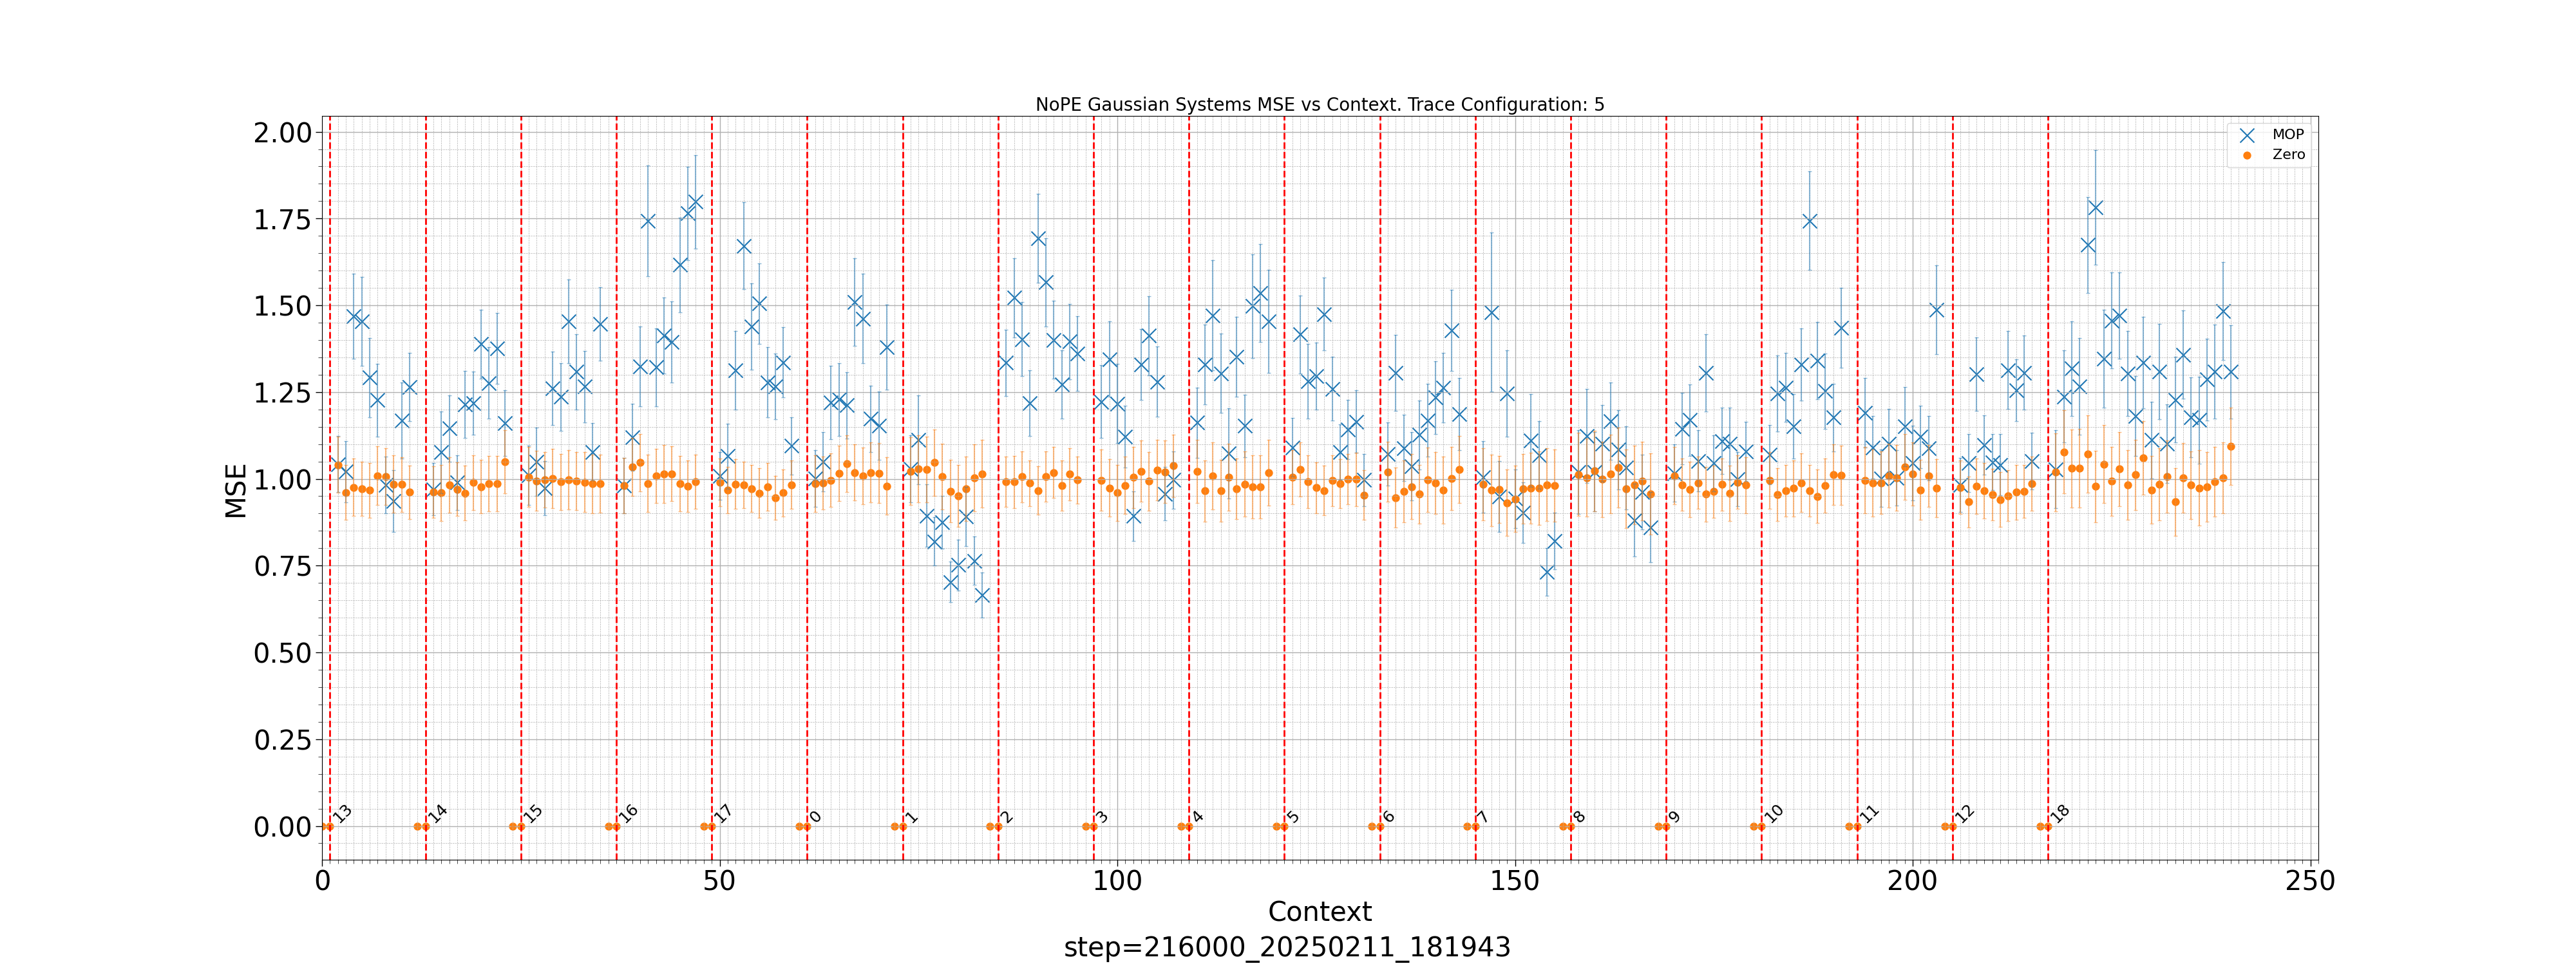 NoPE Gaussian Systems MSE vs Context. Trace Configuration: 5
MOP
Zero
2.00
1.75
1.50
1.25
1.00
0.75
0.50
0.25
0.00
MSE
13 14 15 16 17 0 1 2 3 4 5 6 7 8 9 10 11 12 18
0 50 100 150 200 250
Context
step=216000_20250211_181943